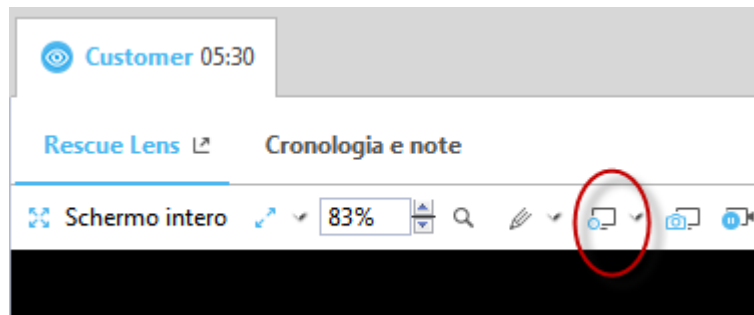 Customer 05:30
Rescue Lens Cronologia e note
Schermo intero 83%